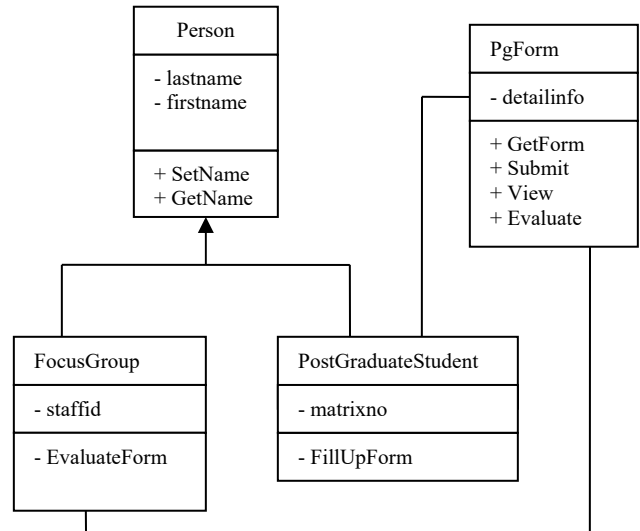 Person
- lastname
- firstname
+ SetName
+ GetName
PgForm
- detailinfo
+ GetForm
+ Submit
+ View
+ Evaluate
FocusGroup
- staffid
- EvaluateForm
PostGraduateStudent
- matrixno
- FillUpForm